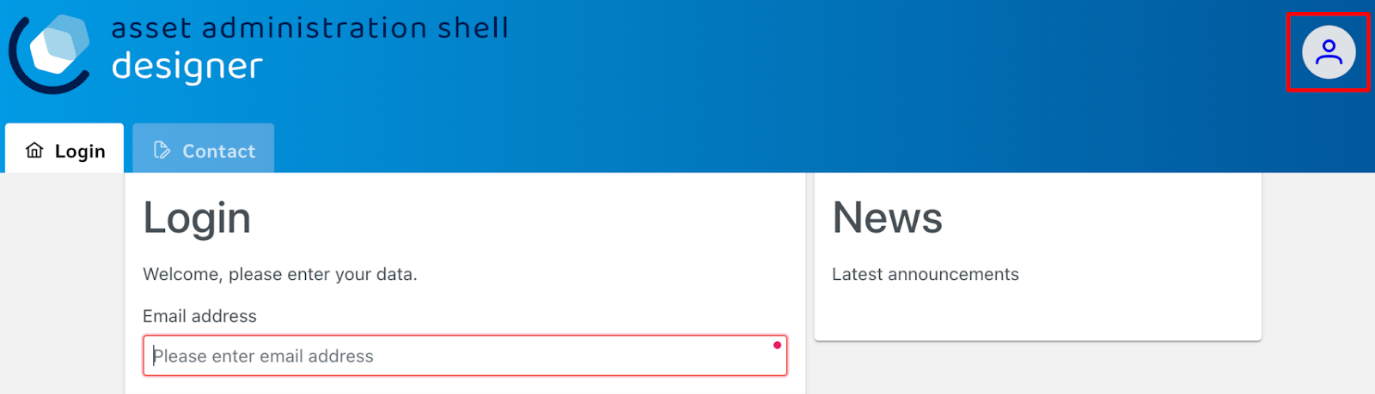 asset administration shell
designer
Login
Contact
Login
Welcome, please enter your data.
Email address
Please enter email address
News
Latest announcements